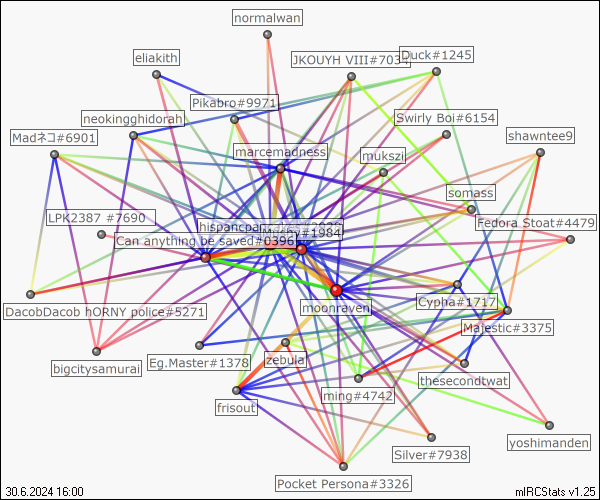 normalwan
eliakith
JKOUYH VIII#703
Duck#1245
Pikabro#9971
neokingghidorah
Swirly Boi#6154
Madネコ#6901
shawntee9
marcemadness
mukszi
somass
LPK2387 #7690
hispancpa
#1984
Fedora Stoat#4479
Can anything be saved#0396
DacobDacob hORNY police#5271
moonraven
Cypha#1717
Majestic#3375
bigcitysamurai
Eg.Master#1378
zebular
thesecondtwat
ming#4742
frisout
yoshimanden
Silver#7938
Pocket Persona#3326
30.6.2024 16:00
mIRCStats v1.25